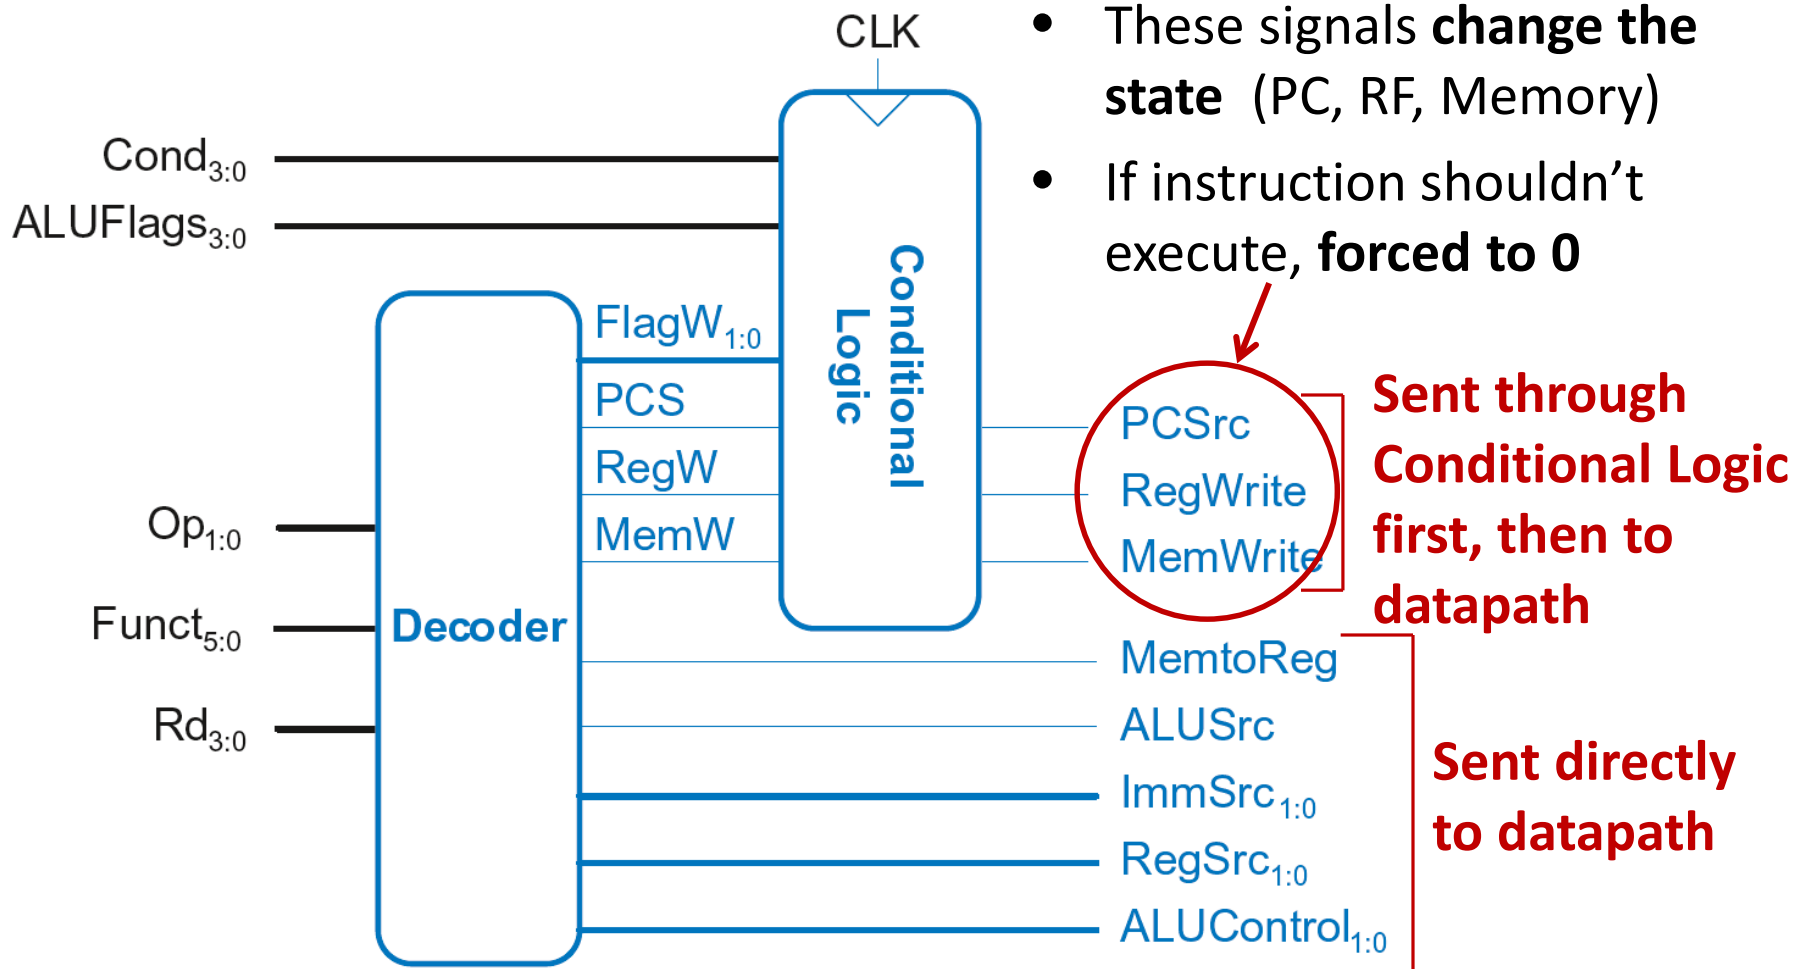 CLK
• These signals change the
state (PC, RF, Memory)
• If instruction shouldn’t
execute, forced to 0
Cond3:0
ALUFlags3:0
Conditional
Logic
FlagW1:0
PCS
RegW
MemW
Op1:0
Funct5:0
Rd3:0
Decoder
PCSrc
RegWrite
MemWrite
Sent through
Conditional Logic
first, then to
datapath
MemtoReg
ALUSrc
ImmSrc1:0
RegSrc1:0
ALUControl1:0
Sent directly
to datapath